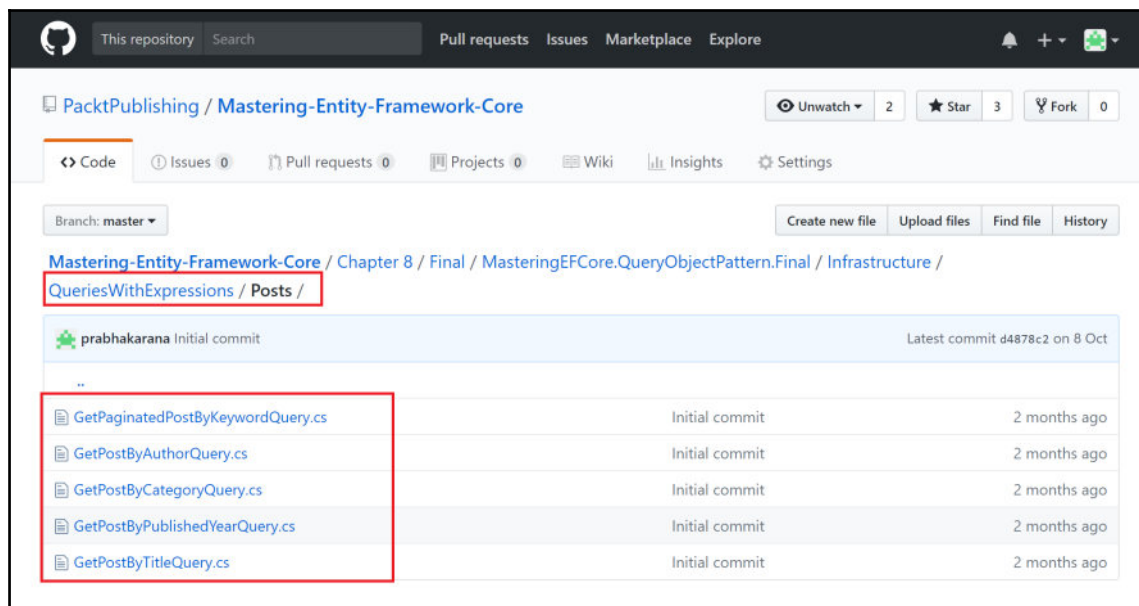 This repository Search Pull requests Issues Marketplace Explore
PacktPublishing / Mastering-Entity-Framework-Core Unwatch 2 Star 3 Fork 0
Code Issues 0 Pull requests 0 Projects 0 Wiki Insights Settings
Branch: master Create new file Upload files Find file History
Mastering-Entity-Framework-Core / Chapter 8 / Final / MasteringEFCore.QueryObjectPattern.Final / Infrastructure /
QueriesWithExpressions / Posts /
prabhakarana Initial commit Latest commit d4878c2 on 8 Oct
..
GetPaginatedPostByKeywordQuery.cs Initial commit 2 months ago
GetPostByAuthorQuery.cs Initial commit 2 months ago
GetPostByCategoryQuery.cs Initial commit 2 months ago
GetPostByPublishedYearQuery.cs Initial commit 2 months ago
GetPostByTitleQuery.cs Initial commit 2 months ago